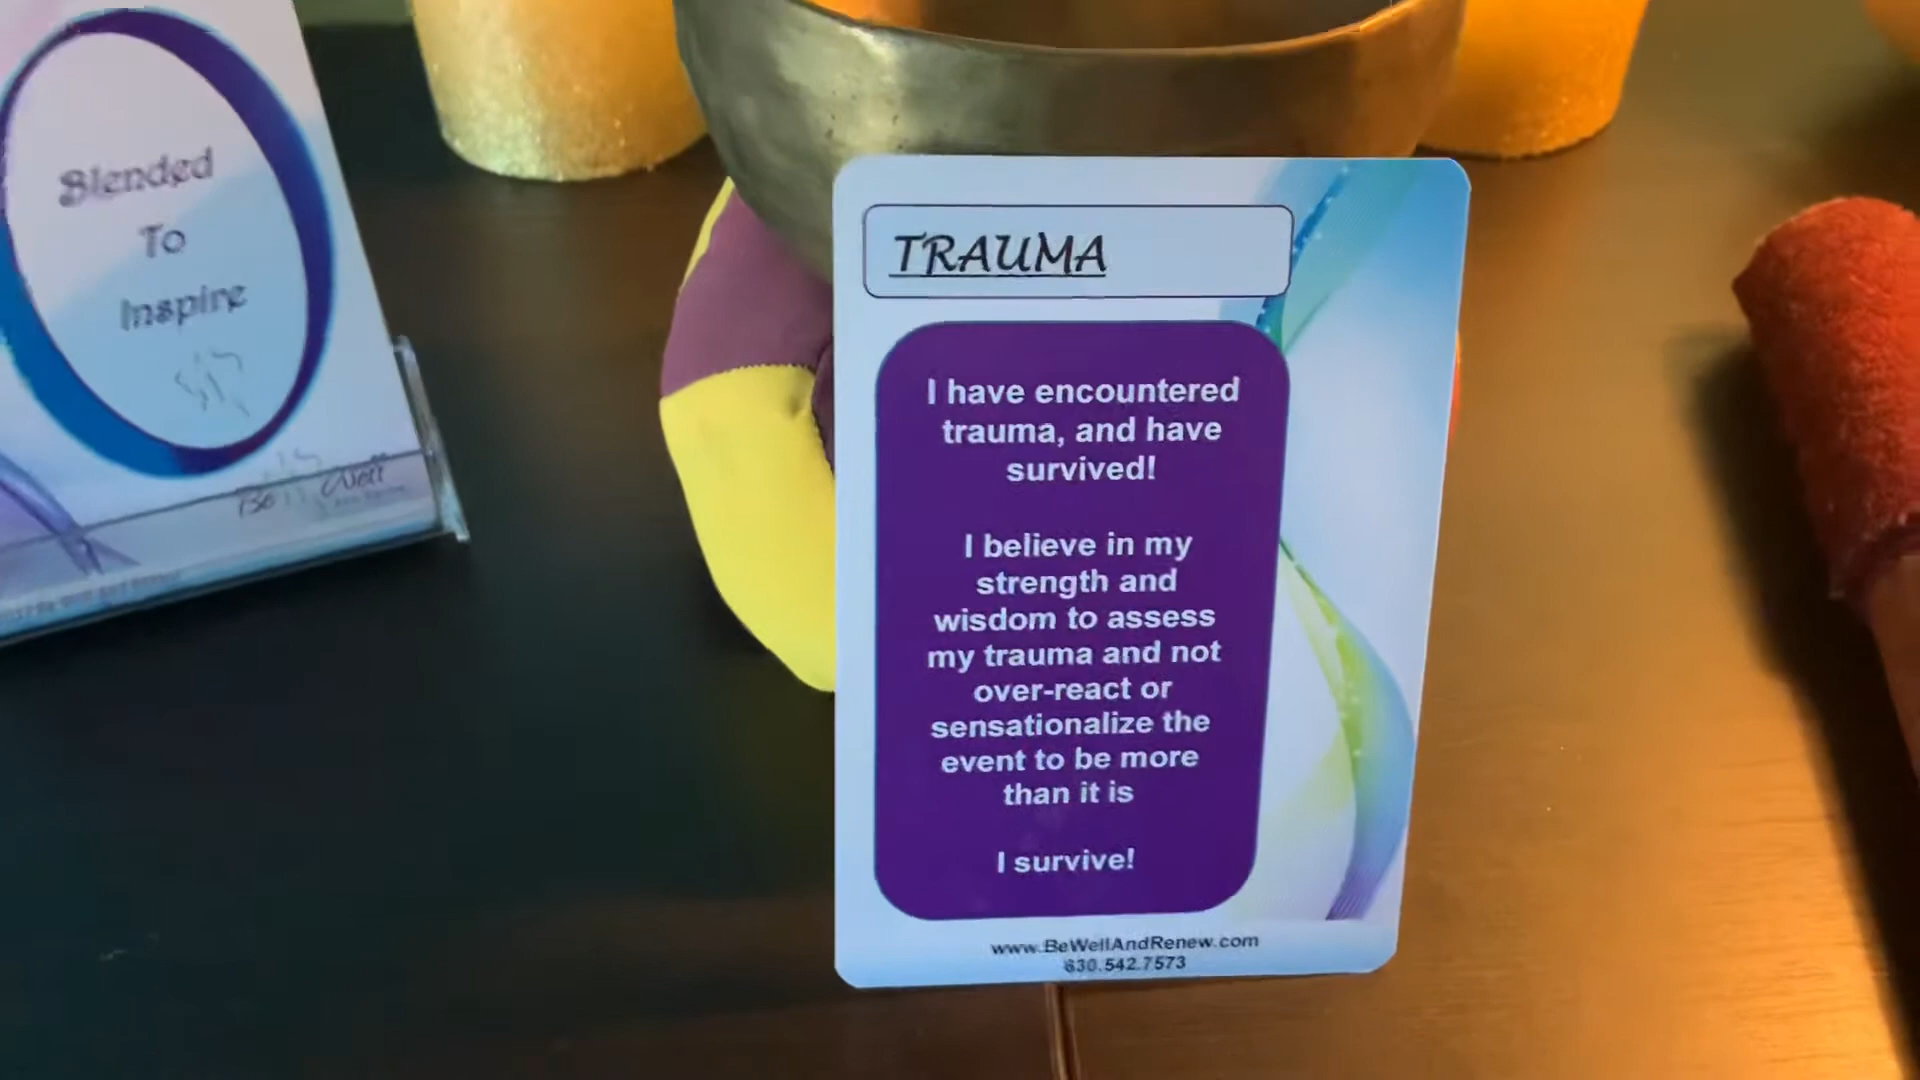 Blended
To
Inspire
Be Well
TRAUMA
I have encountered
trauma, and have
survived!
I believe in my
strength and
wisdom to assess
my trauma and not
over-react or
sensationalize the
event to be more
than it is
I survive!
www.BeWellAndRenew.com
630.542.7573